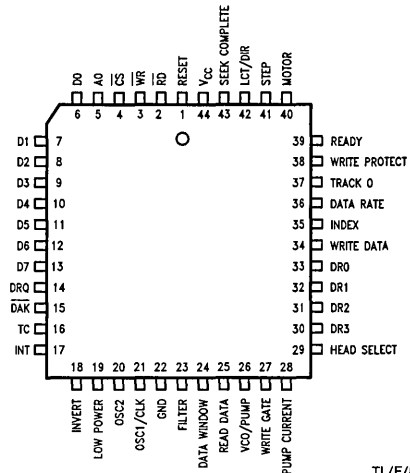 D0 A0 CS WR RD RESET VCC SEEK COMPLETE LCT/DIR STEP MOTOR
6 5 4 3 2 1 44 43 42 41 40
D1 7 39 READY
D2 8 38 WRITE PROTECT
D3 9 37 TRACK 0
D4 10 36 DATA RATE
D5 11 35 INDEX
D6 12 34 WRITE DATA
D7 13 33 DR0
DRQ 14 32 DR1
DAK 15 31 DR2
TC 16 30 DR3
INT 17 29 HEAD SELECT
18 19 20 21 22 23 24 25 26 27 28
INVERT LOW POWER OSC2 OSC1/CLK GND FILTER DATA WINDOW READ DATA VCO/PUMP WRITE GATE PUMP CURRENT